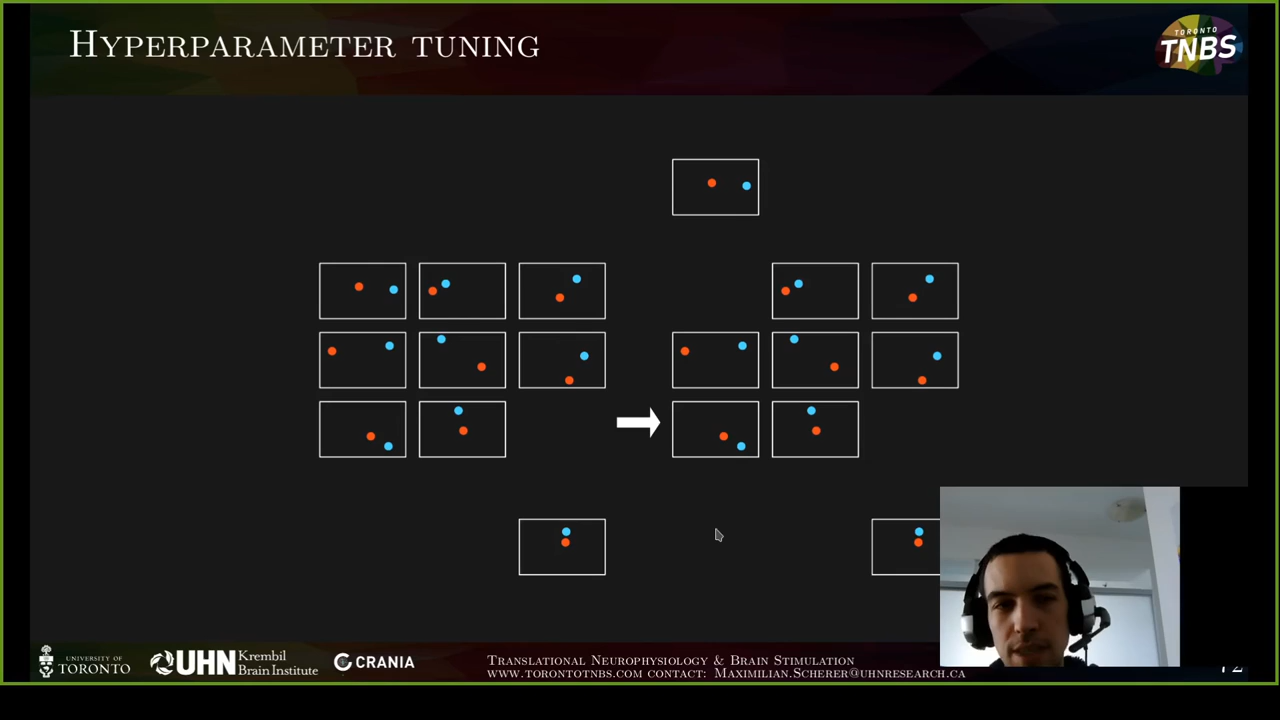 HYPERPARAMETER TUNING
TORONTO
TNBS
UNIVERSITY OF
TORONTO
UHN Krembil
Brain Institute
CRANIA
TRANSLATIONAL NEUROPHYSIOLOGY & BRAIN STIMULATION
WWW.TORONTOTNBS.COM CONTACT: MAXIMILIAN.SCHERER@UHNRESEARCH.CA